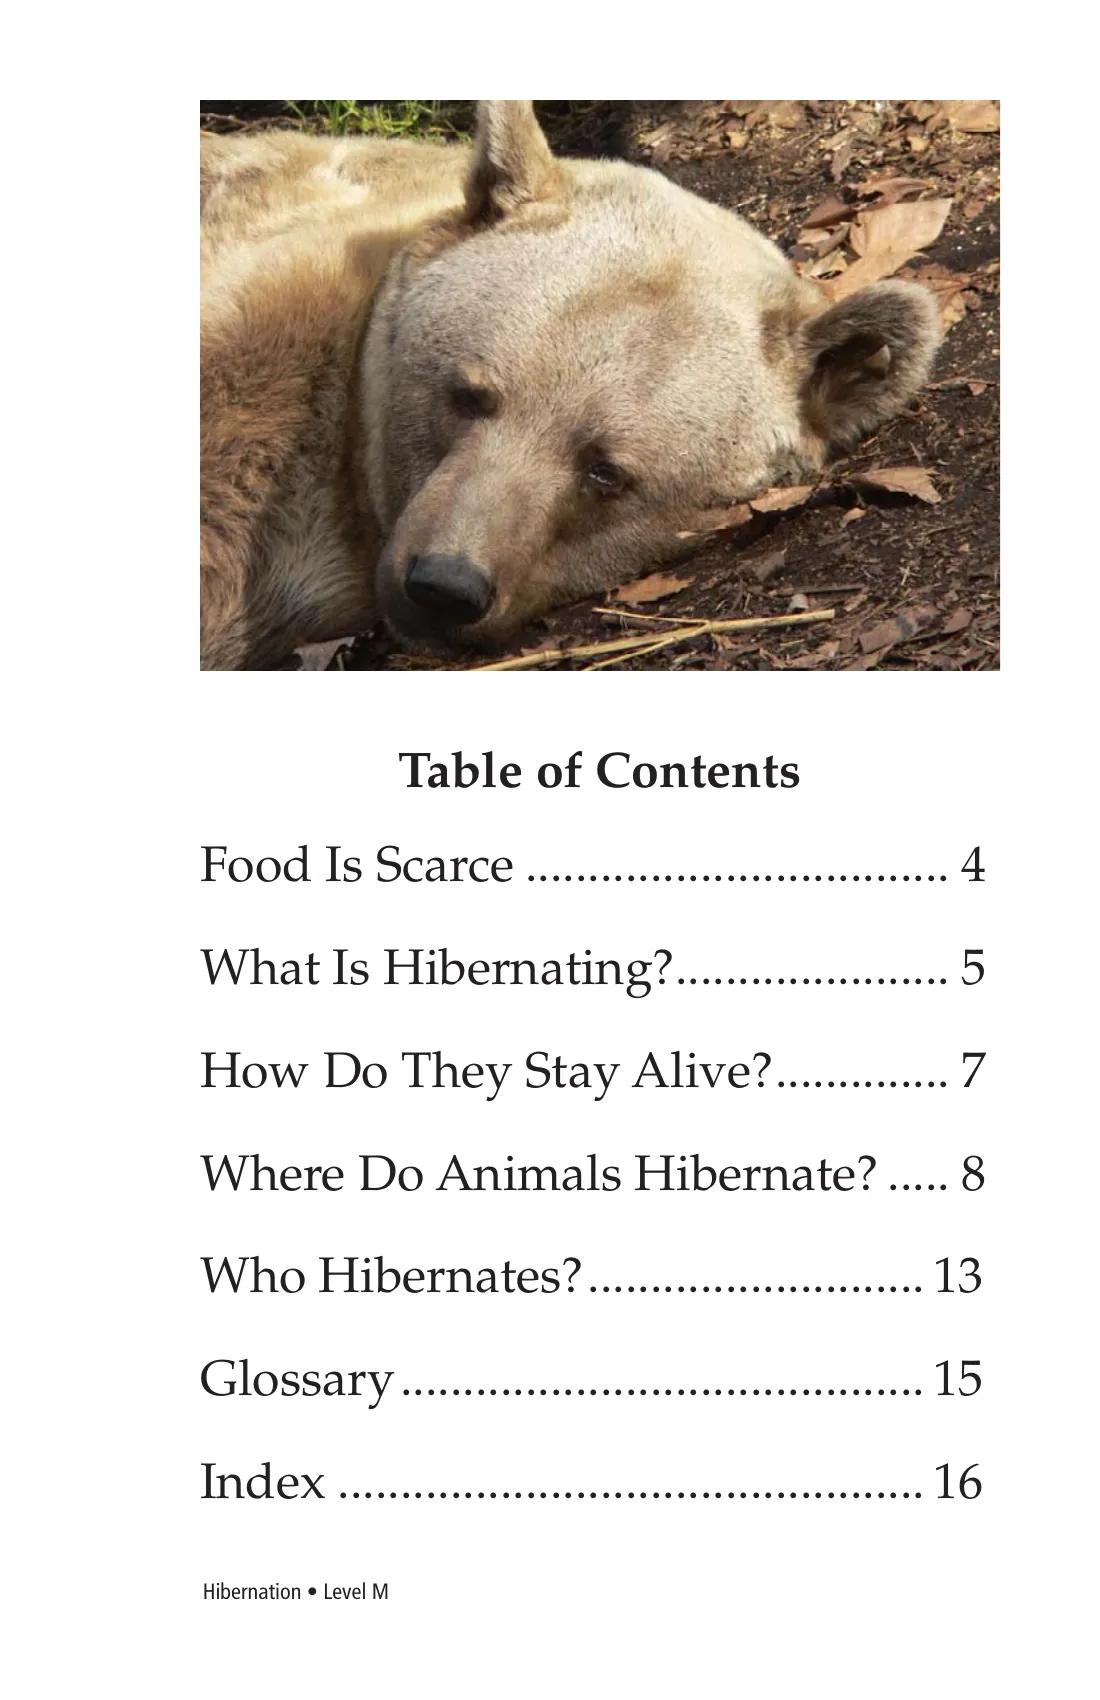 Table of Contents
Food Is Scarce .................................. 4
What Is Hibernating?...................... 5
How Do They Stay Alive?.............. 7
Where Do Animals Hibernate? ..... 8
Who Hibernates?........................... 13
Glossary.......................................... 15
Index ............................................... 16
Hibernation • Level M